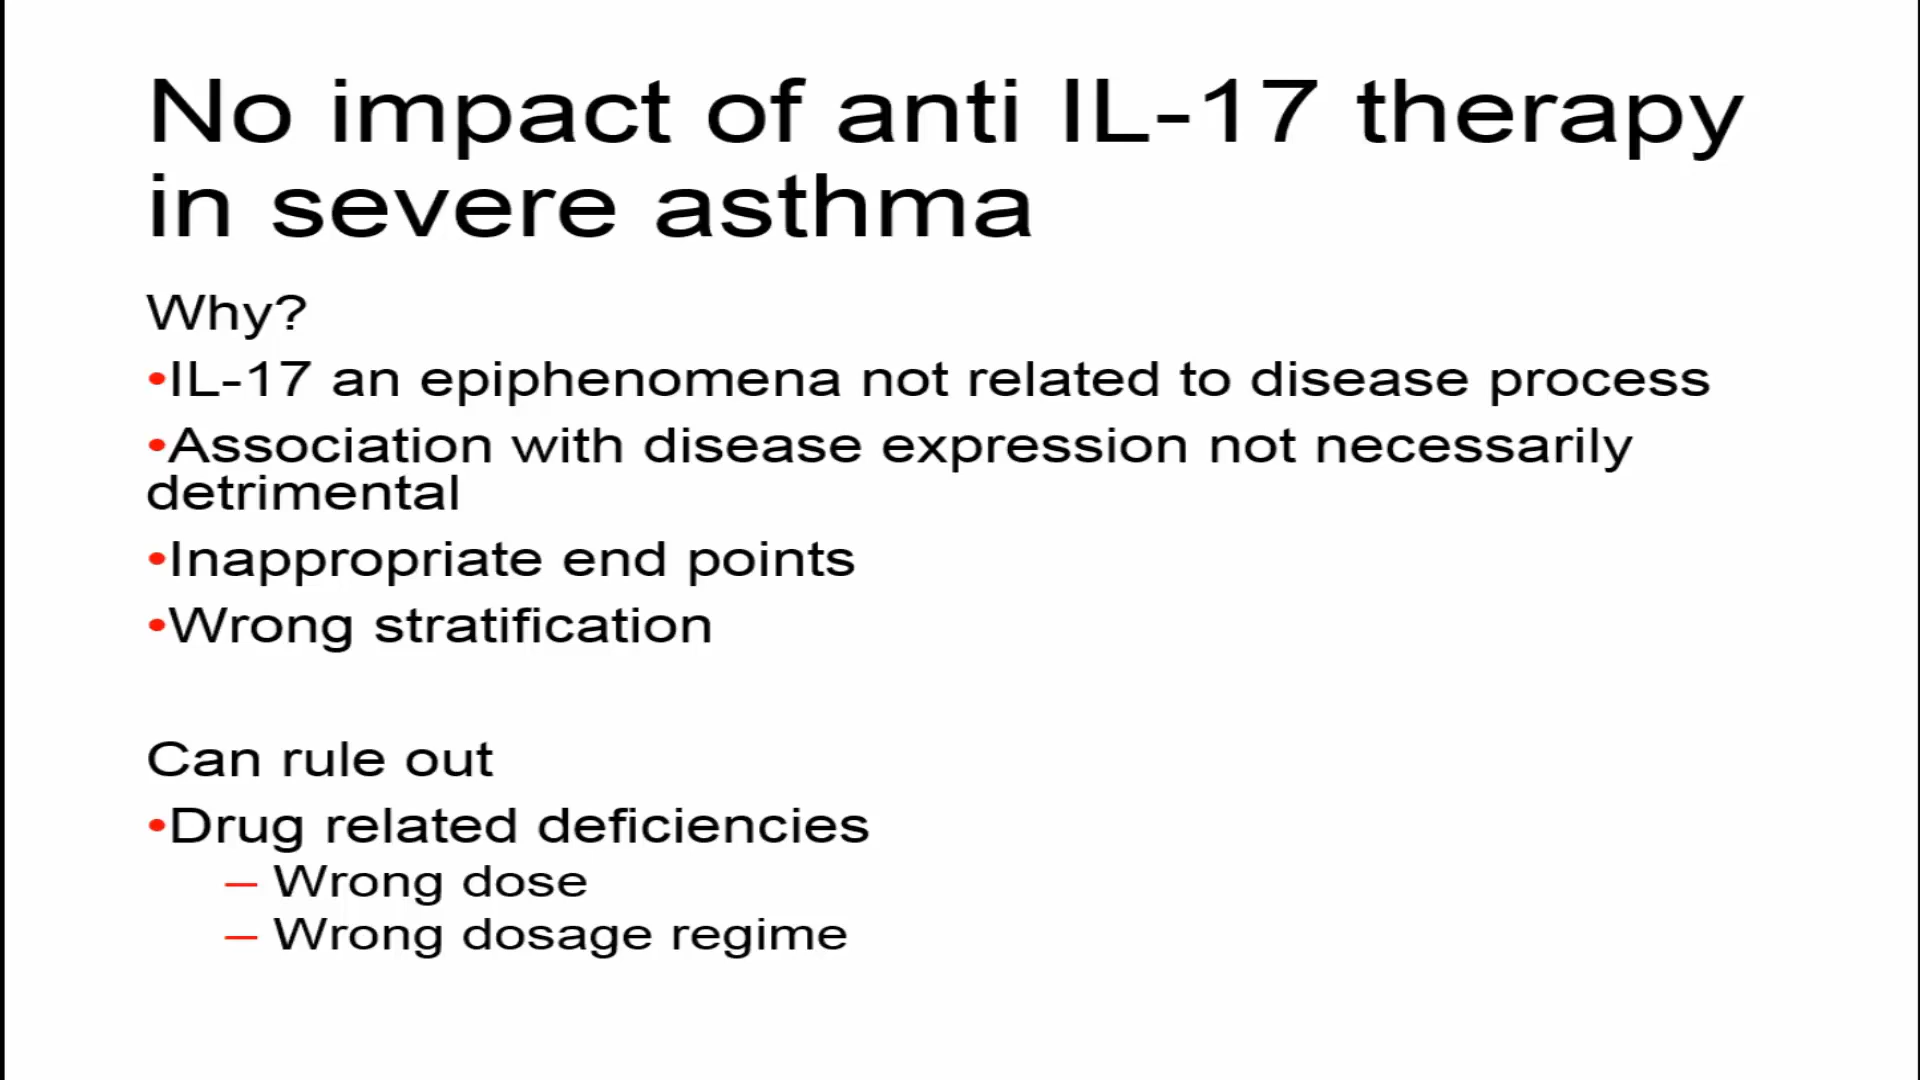 No impact of anti IL-17 therapy
in severe asthma
Why?
•IL-17 an epiphenomena not related to disease process
•Association with disease expression not necessarily
detrimental
•Inappropriate end points
•Wrong stratification
Can rule out
•Drug related deficiencies
– Wrong dose
– Wrong dosage regime